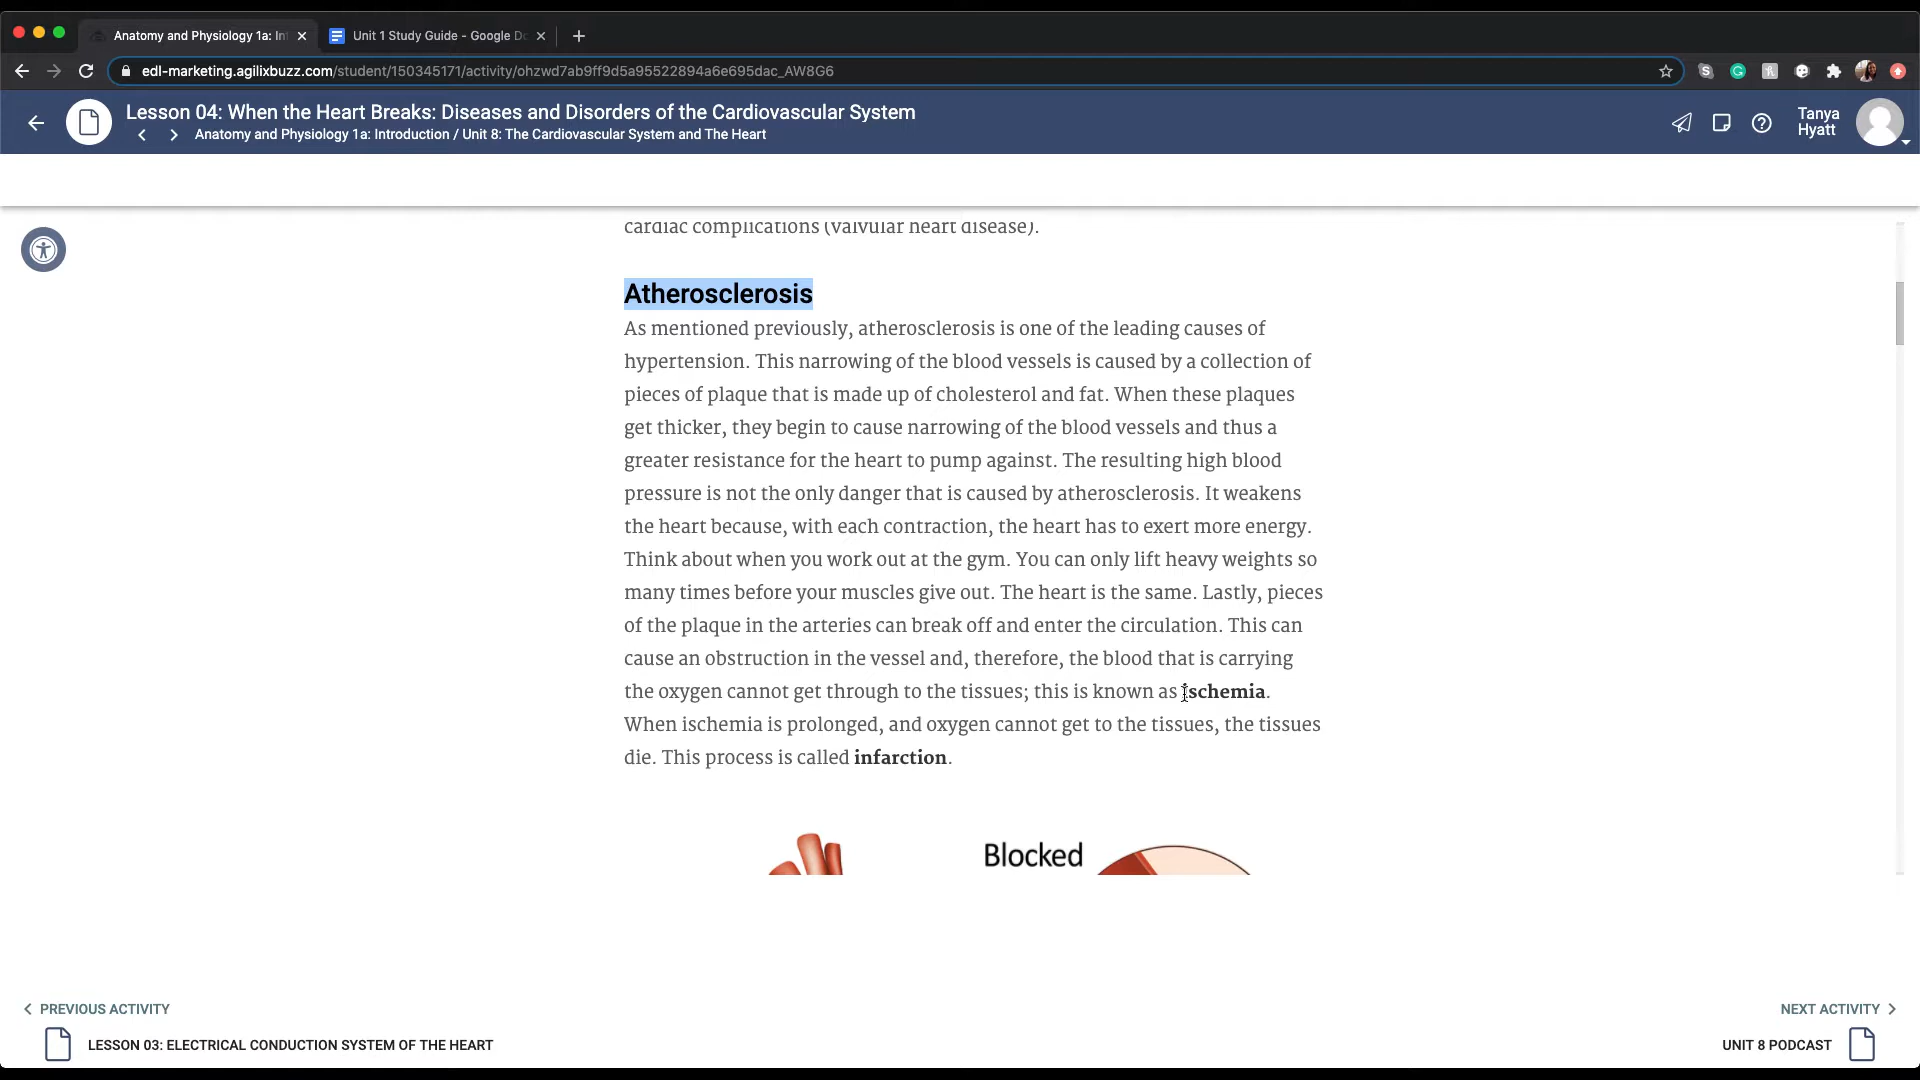 Anatomy and Physiology 1a: In
Unit 1 Study Guide - Google Do
edl-marketing.agilixbuzz.com/student/150345171/activity/ohzwd7ab9ff9d5a95522894a6e695dac_AW8G6
Lesson 04: When the Heart Breaks: Diseases and Disorders of the Cardiovascular System
Anatomy and Physiology 1a: Introduction / Unit 8: The Cardiovascular System and The Heart
Tanya
Hyatt
cardiac complications (valvular heart disease).
Atherosclerosis
As mentioned previously, atherosclerosis is one of the leading causes of
hypertension. This narrowing of the blood vessels is caused by a collection of
pieces of plaque that is made up of cholesterol and fat. When these plaques
get thicker, they begin to cause narrowing of the blood vessels and thus a
greater resistance for the heart to pump against. The resulting high blood
pressure is not the only danger that is caused by atherosclerosis. It weakens
the heart because, with each contraction, the heart has to exert more energy.
Think about when you work out at the gym. You can only lift heavy weights so
many times before your muscles give out. The heart is the same. Lastly, pieces
of the plaque in the arteries can break off and enter the circulation. This can
cause an obstruction in the vessel and, therefore, the blood that is carrying
the oxygen cannot get through to the tissues; this is known as ischemia.
When ischemia is prolonged, and oxygen cannot get to the tissues, the tissues
die. This process is called infarction.
Blocked
PREVIOUS ACTIVITY
NEXT ACTIVITY
LESSON 03: ELECTRICAL CONDUCTION SYSTEM OF THE HEART
UNIT 8 PODCAST